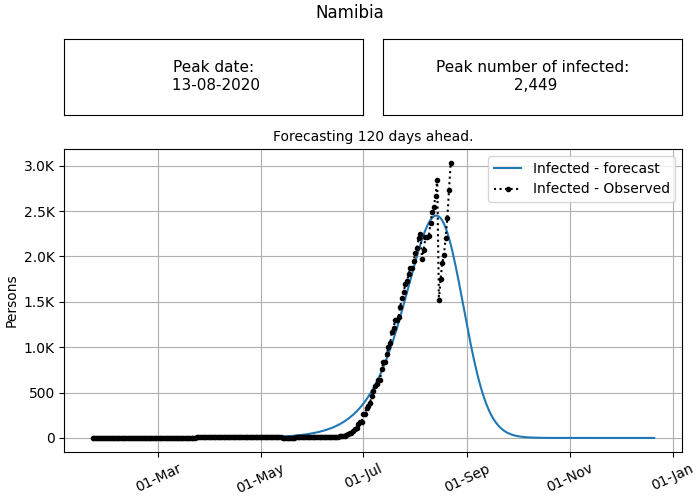 Namibia
Peak date:
13-08-2020
Peak number of infected:
2,449
Forecasting 120 days ahead.
Infected - forecast
Infected - Observed
Persons
3.0K
2.5K
2.0K
1.5K
1.0K
500
0
01-Mar
01-May
01-Jul
01-Sep
01-Nov
01-Jan